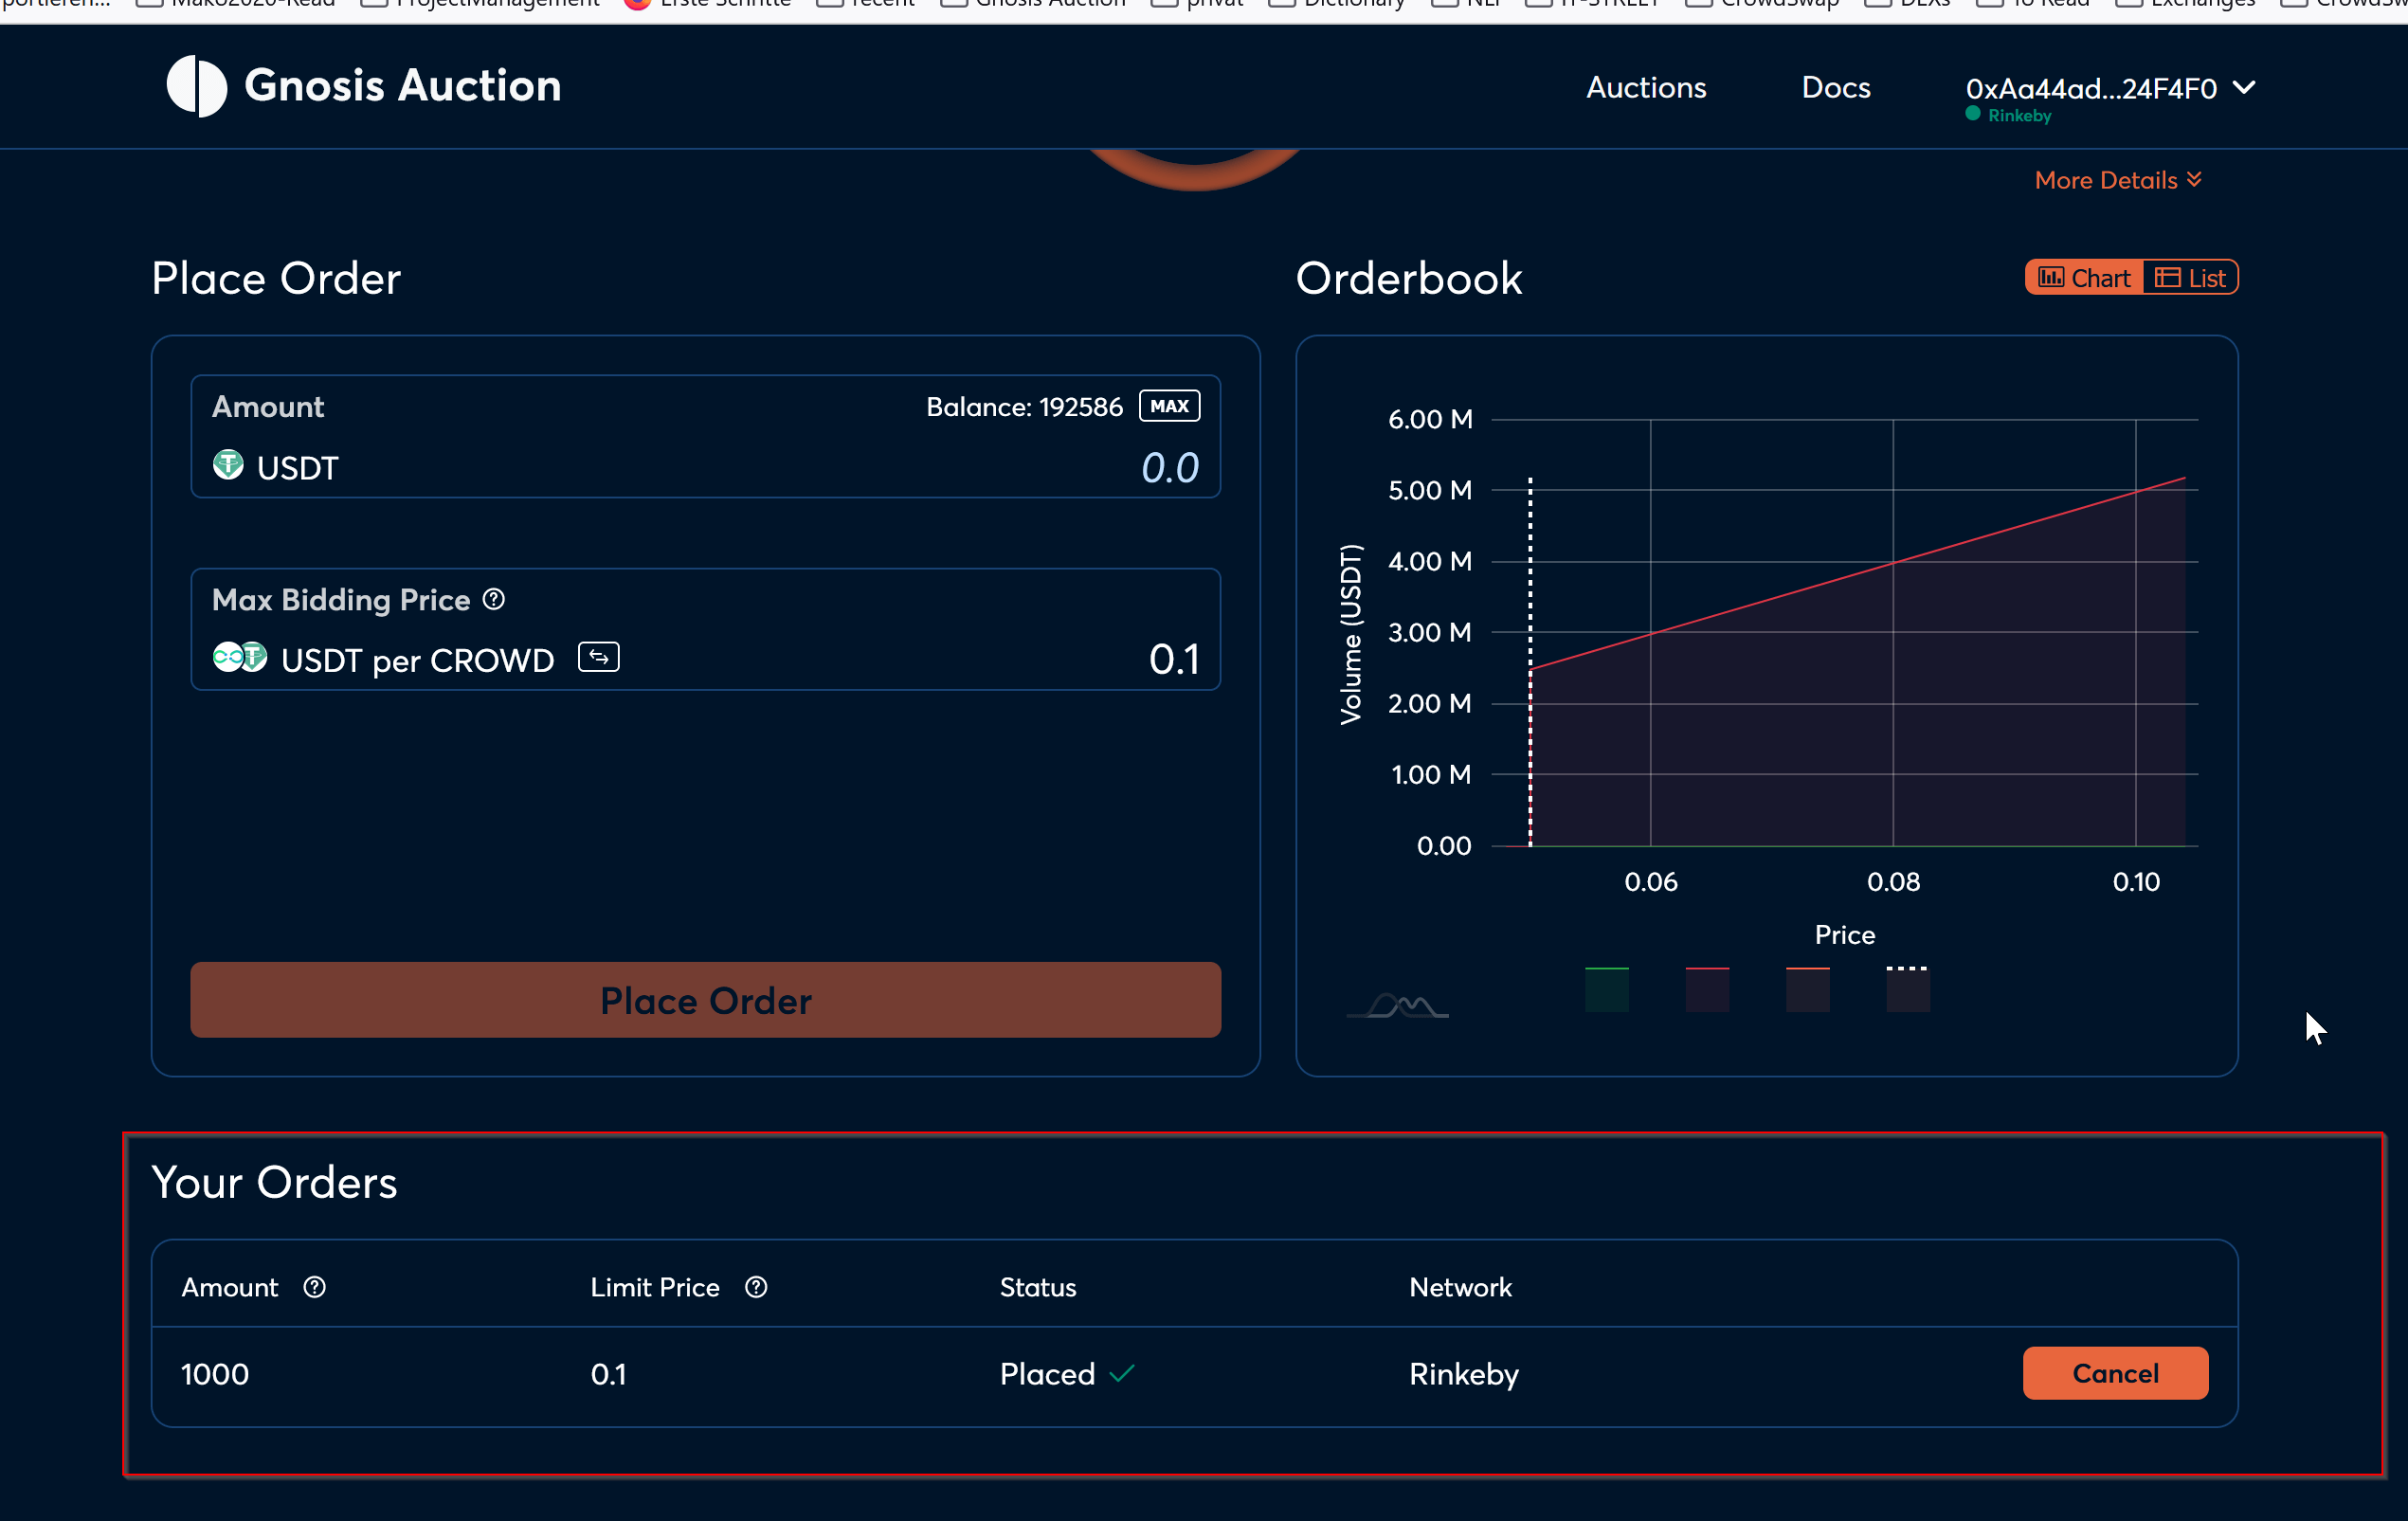 Gnosis Auction
Auctions
Docs
0xAa44ad...24F4F0
Rinkeby
More Details
Place Order
Orderbook
Chart
List
Amount
Balance: 192586
MAX
USDT
0.0
Max Bidding Price
USDT per CROWD
0.1
Place Order
Volume (USDT)
6.00 M
5.00 M
4.00 M
3.00 M
2.00 M
1.00 M
0.00
0.06
0.08
0.10
Price
Your Orders
Amount
Limit Price
Status
Network
1000
0.1
Placed
Rinkeby
Cancel